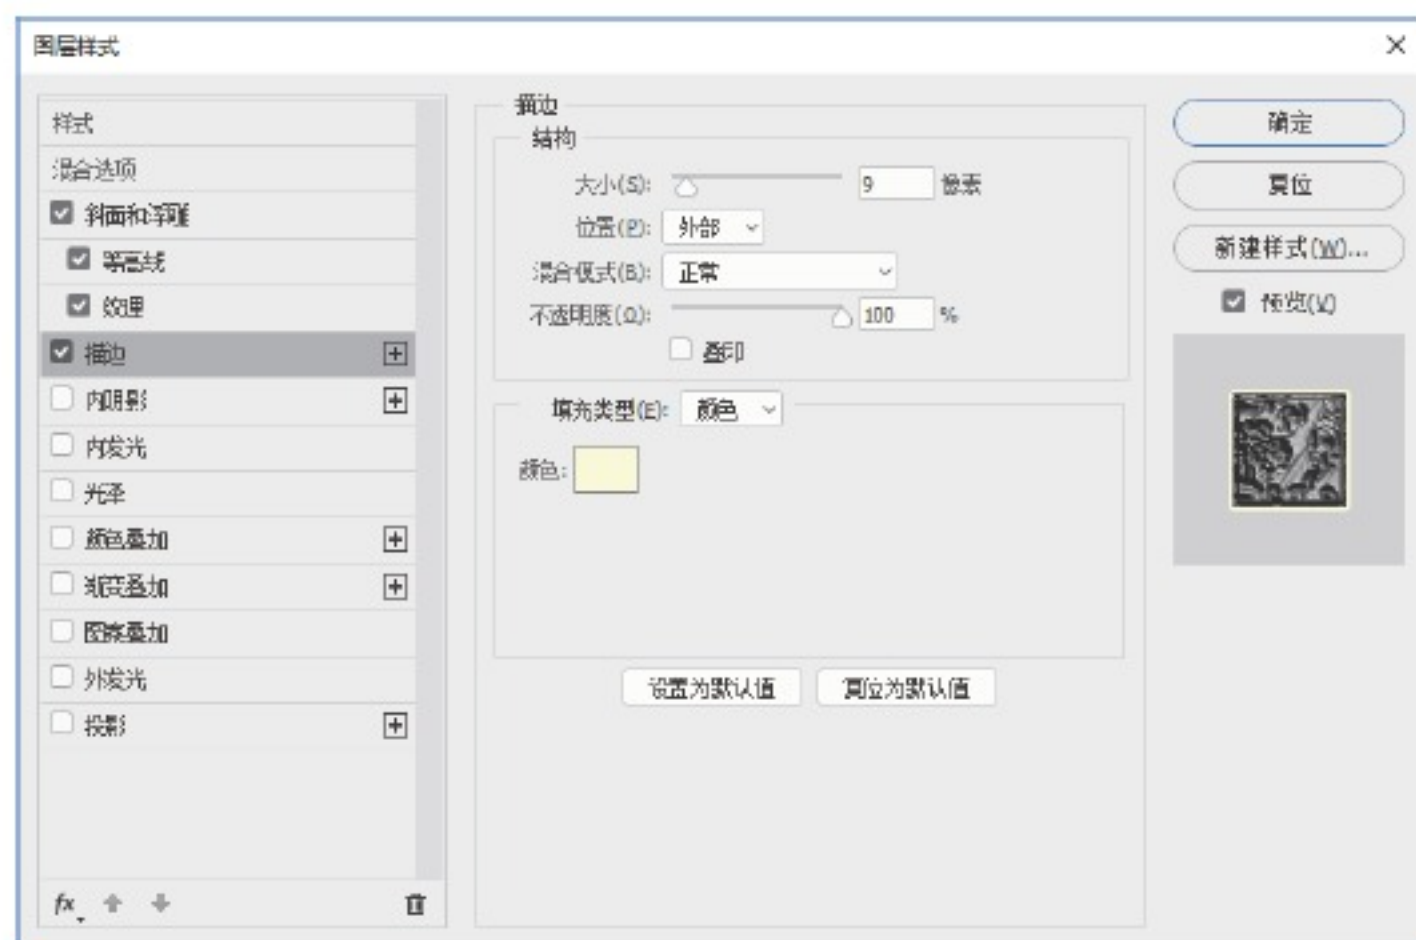 图层样式
样式
混合选项
斜面和浮雕
等高线
纹理
描边
内阴影
内发光
光泽
颜色叠加
渐变叠加
图案叠加
外发光
投影
fx
描边
结构
大小(S): 9 像素
位置(P): 外部
混合模式(B): 正常
不透明度(O): 100 %
叠印
填充类型(F): 颜色
颜色:
设置为默认值 复位为默认值
确定
复位
新建样式(W)...
预览(V)